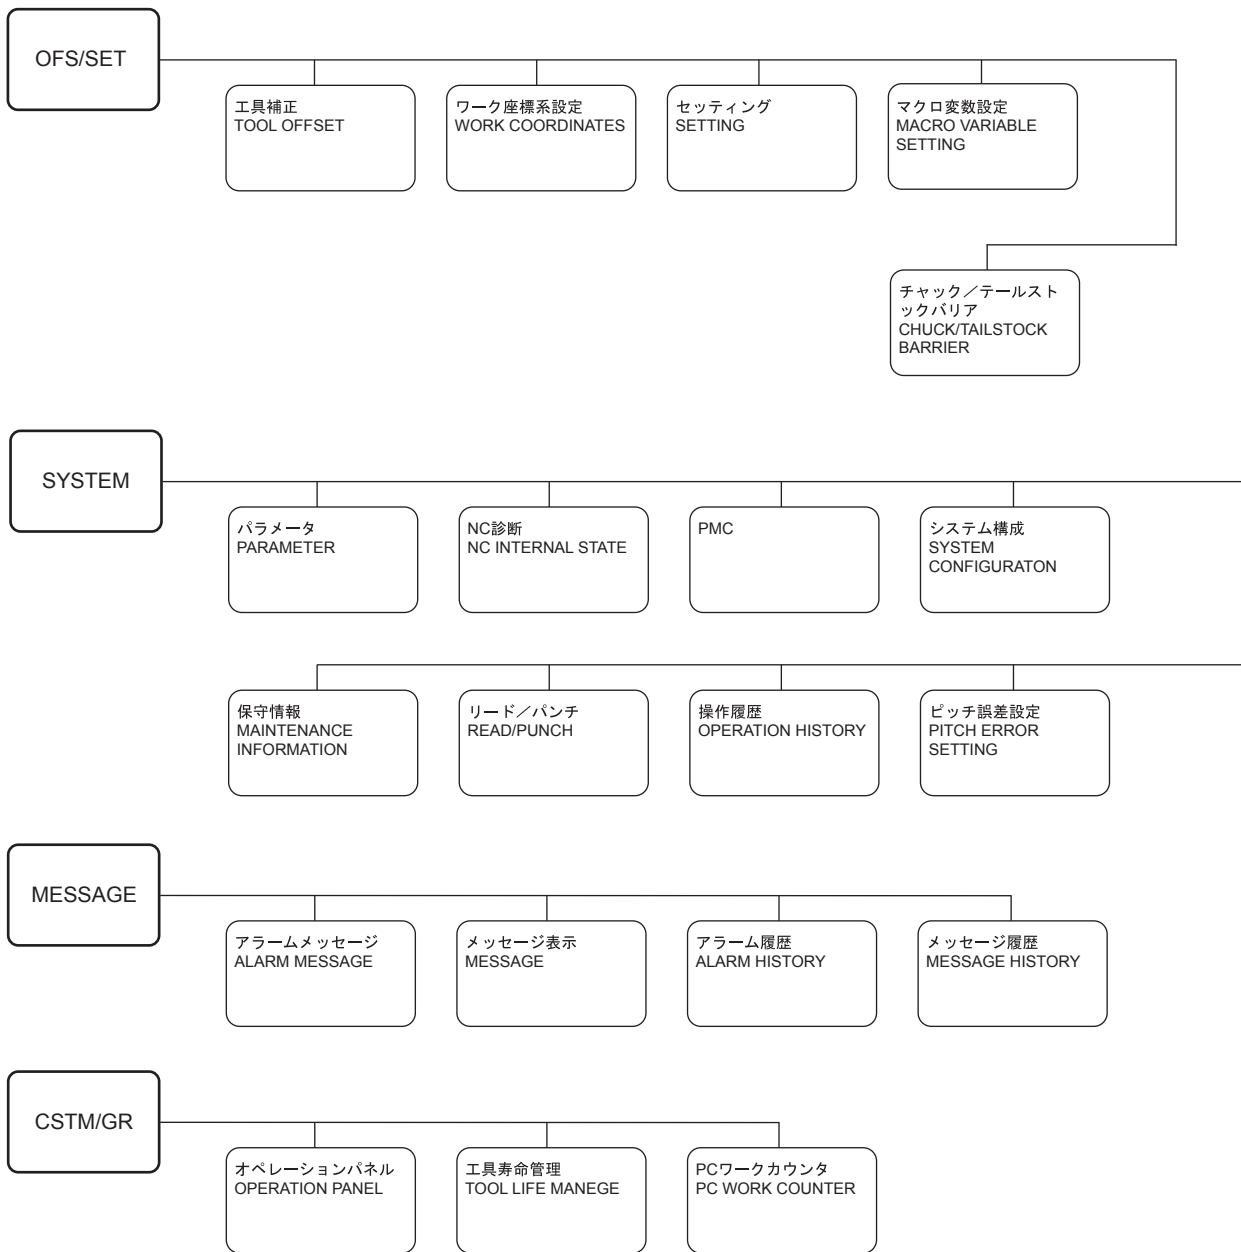 OFS/SET
工具補正
TOOL OFFSET
ワーク座標系設定
WORK COORDINATES
セッティング
SETTING
マクロ変数設定
MACRO VARIABLE
SETTING
チャック／テールスト
ックバリア
CHUCK/TAILSTOCK
BARRIER
SYSTEM
パラメータ
PARAMETER
NC診断
NC INTERNAL STATE
PMC
システム構成
SYSTEM
CONFIGURATON
保守情報
MAINTENANCE
INFORMATION
リード／パンチ
READ/PUNCH
操作履歴
OPERATION HISTORY
ピッチ誤差設定
PITCH ERROR
SETTING
MESSAGE
アラームメッセージ
ALARM MESSAGE
メッセージ表示
MESSAGE
アラーム履歴
ALARM HISTORY
メッセージ履歴
MESSAGE HISTORY
CSTM/GR
オペレーションパネル
OPERATION PANEL
工具寿命管理
TOOL LIFE MANEGE
PCワークカウンタ
PC WORK COUNTER